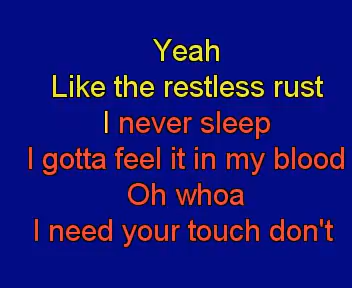 Yeah
Like the restless rust
I never sleep
I gotta feel it in my blood
Oh whoa
I need your touch don't